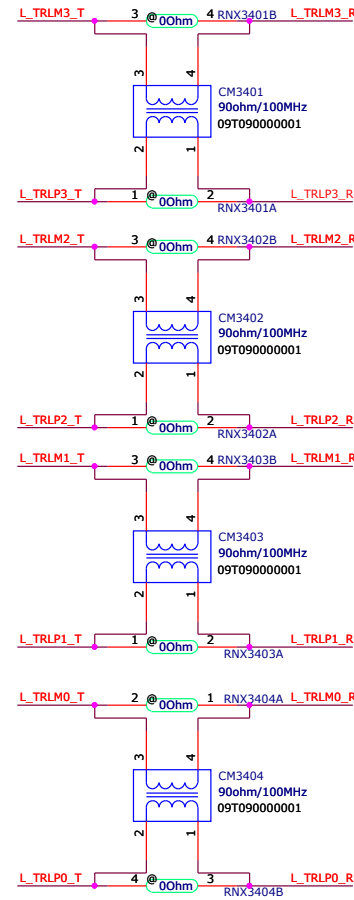 L_TRLM3_T 3 @ 0Ohm 4 RNX3401B L_TRLM3_R
3 4
CM3401
90ohm/100MHz
09T090000001
2 1
L_TRLP3_T 1 @ 0Ohm 2 L_TRLP3_R
RNX3401A
L_TRLM2_T 3 @ 0Ohm 4 RNX3402B L_TRLM2_R
3 4
CM3402
90ohm/100MHz
09T090000001
2 1
L_TRLP2_T 1 @ 0Ohm 2 L_TRLP2_R
RNX3402A
L_TRLM1_T 3 @ 0Ohm 4 RNX3403B L_TRLM1_R
3 4
CM3403
90ohm/100MHz
09T090000001
2 1
L_TRLP1_T 1 @ 0Ohm 2 L_TRLP1_R
RNX3403A
L_TRLM0_T 2 @ 0Ohm 1 RNX3404A L_TRLM0_R
3 4
CM3404
90ohm/100MHz
09T090000001
2 1
L_TRLP0_T 4 @ 0Ohm 3 L_TRLP0_R
RNX3404B